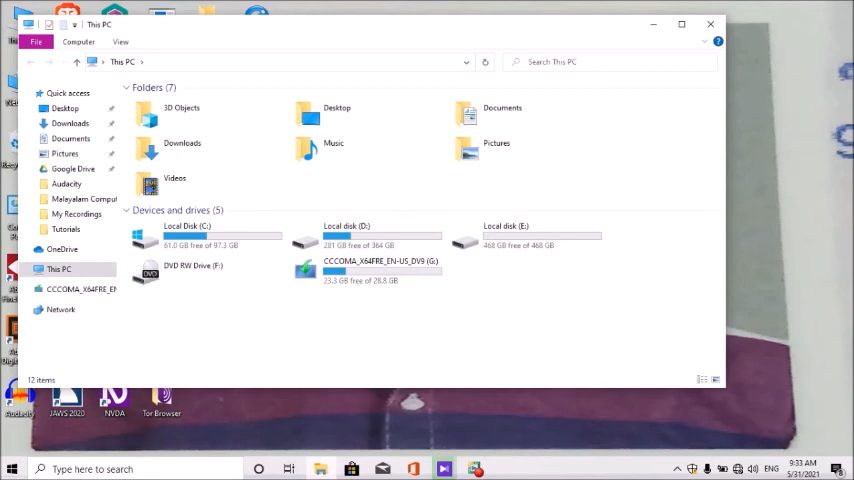 This PC
File
Computer
View
This PC
Search This PC
Quick access
Desktop
Downloads
Documents
Pictures
Google Drive
Audacity
Malayalam Comput
My Recordings
Tutorials
OneDrive
This PC
CCCOMA_X64FRE_EN
Network
Folders (7)
3D Objects
Desktop
Documents
Downloads
Music
Pictures
Videos
Devices and drives (5)
Local Disk (C:)
61.0 GB free of 97.3 GB
Local disk (D:)
281 GB free of 364 GB
Local disk (E:)
468 GB free of 468 GB
DVD RW Drive (F:)
CCCOMA_X64FRE_EN-US_DV9 (G:)
23.3 GB free of 28.8 GB
12 items
Audacity
JAWS 2020
NVDA
Tor Browser
Type here to search
ENG
9:33 AM
5/31/2021